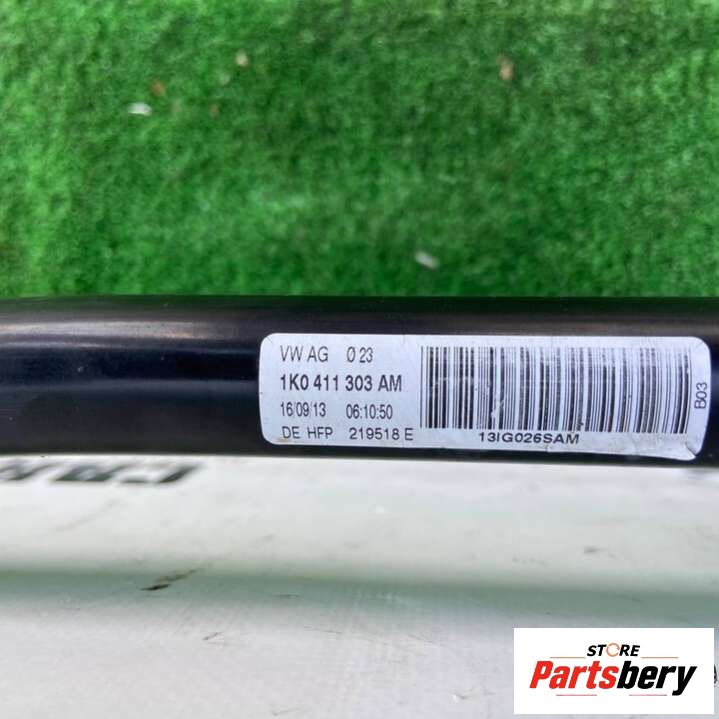 VW AG Ø 23
1K0 411 303 AM
16/09/13 06:10:50
DE HFP 219518 E
13IG026SAM
B03
STORE
Partsbery